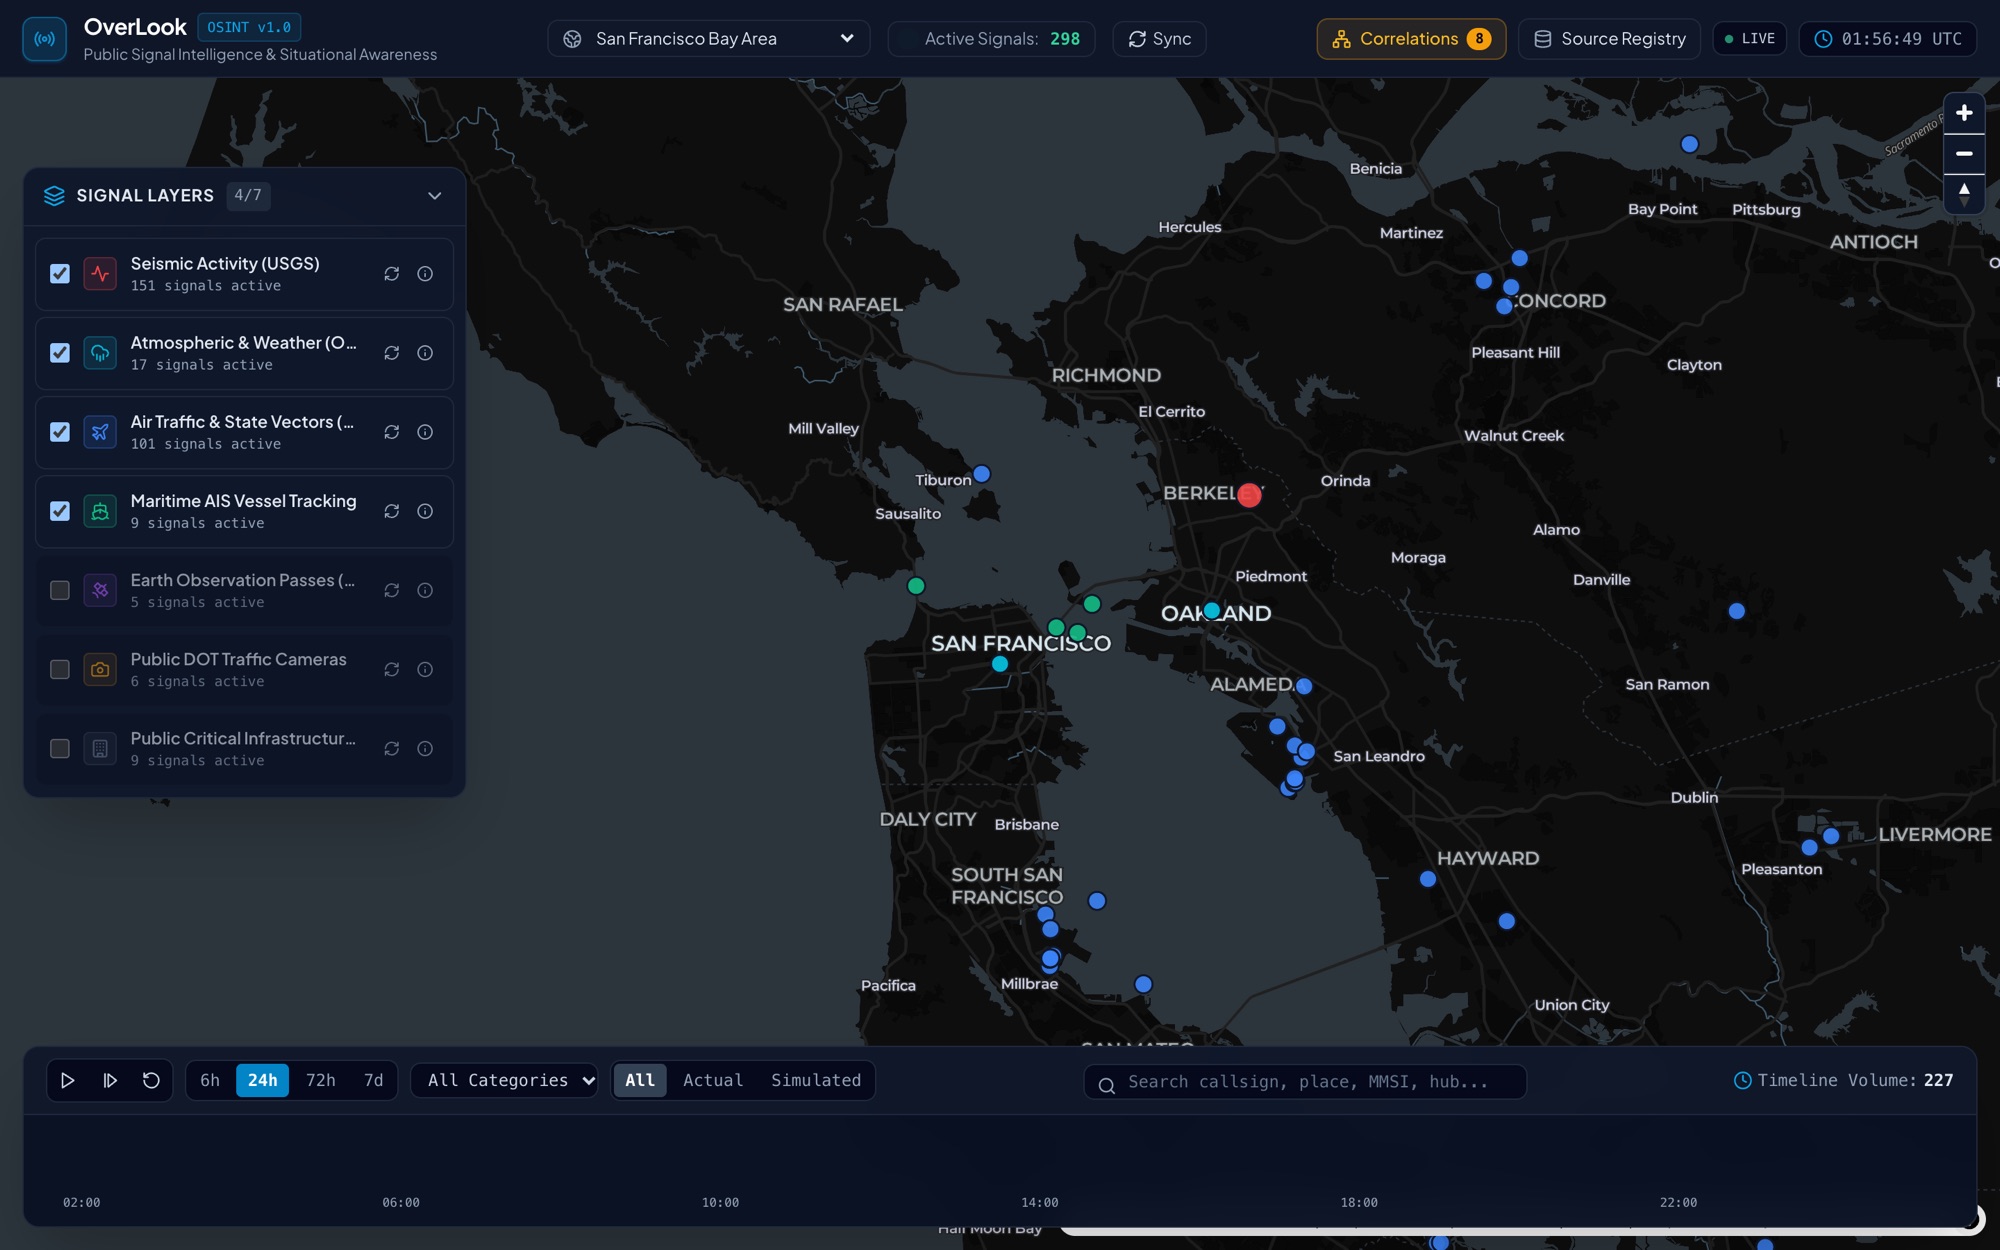 OverLook OSINT v1.0
Public Signal Intelligence & Situational Awareness
San Francisco Bay Area
Active Signals: 298
Sync
Correlations 8
Source Registry
LIVE
01:56:49 UTC
SIGNAL LAYERS 4/7
Seismic Activity (USGS)
151 signals active
Atmospheric & Weather (O...
17 signals active
Air Traffic & State Vectors (...
101 signals active
Maritime AIS Vessel Tracking
9 signals active
Earth Observation Passes (...
5 signals active
Public DOT Traffic Cameras
6 signals active
Public Critical Infrastructur...
9 signals active
Benicia
Hercules
Martinez
Bay Point
Pittsburg
ANTIOCH
SAN RAFAEL
CONCORD
Pleasant Hill
Clayton
RICHMOND
El Cerrito
Mill Valley
Walnut Creek
Tiburon
Orinda
Sausalito
Alamo
Moraga
Piedmont
Danville
OAKLAND
SAN FRANCISCO
San Ramon
San Leandro
Dublin
DALY CITY
Brisbane
LIVERMORE
HAYWARD
Pleasanton
SOUTH SAN
FRANCISCO
Pacifica
Millbrae
Union City
6h 24h 72h 7d
All Categories
All Actual Simulated
Search callsign, place, MMSI, hub...
Timeline Volume: 227
02:00 06:00 10:00 14:00 18:00 22:00
Half Moon Bay